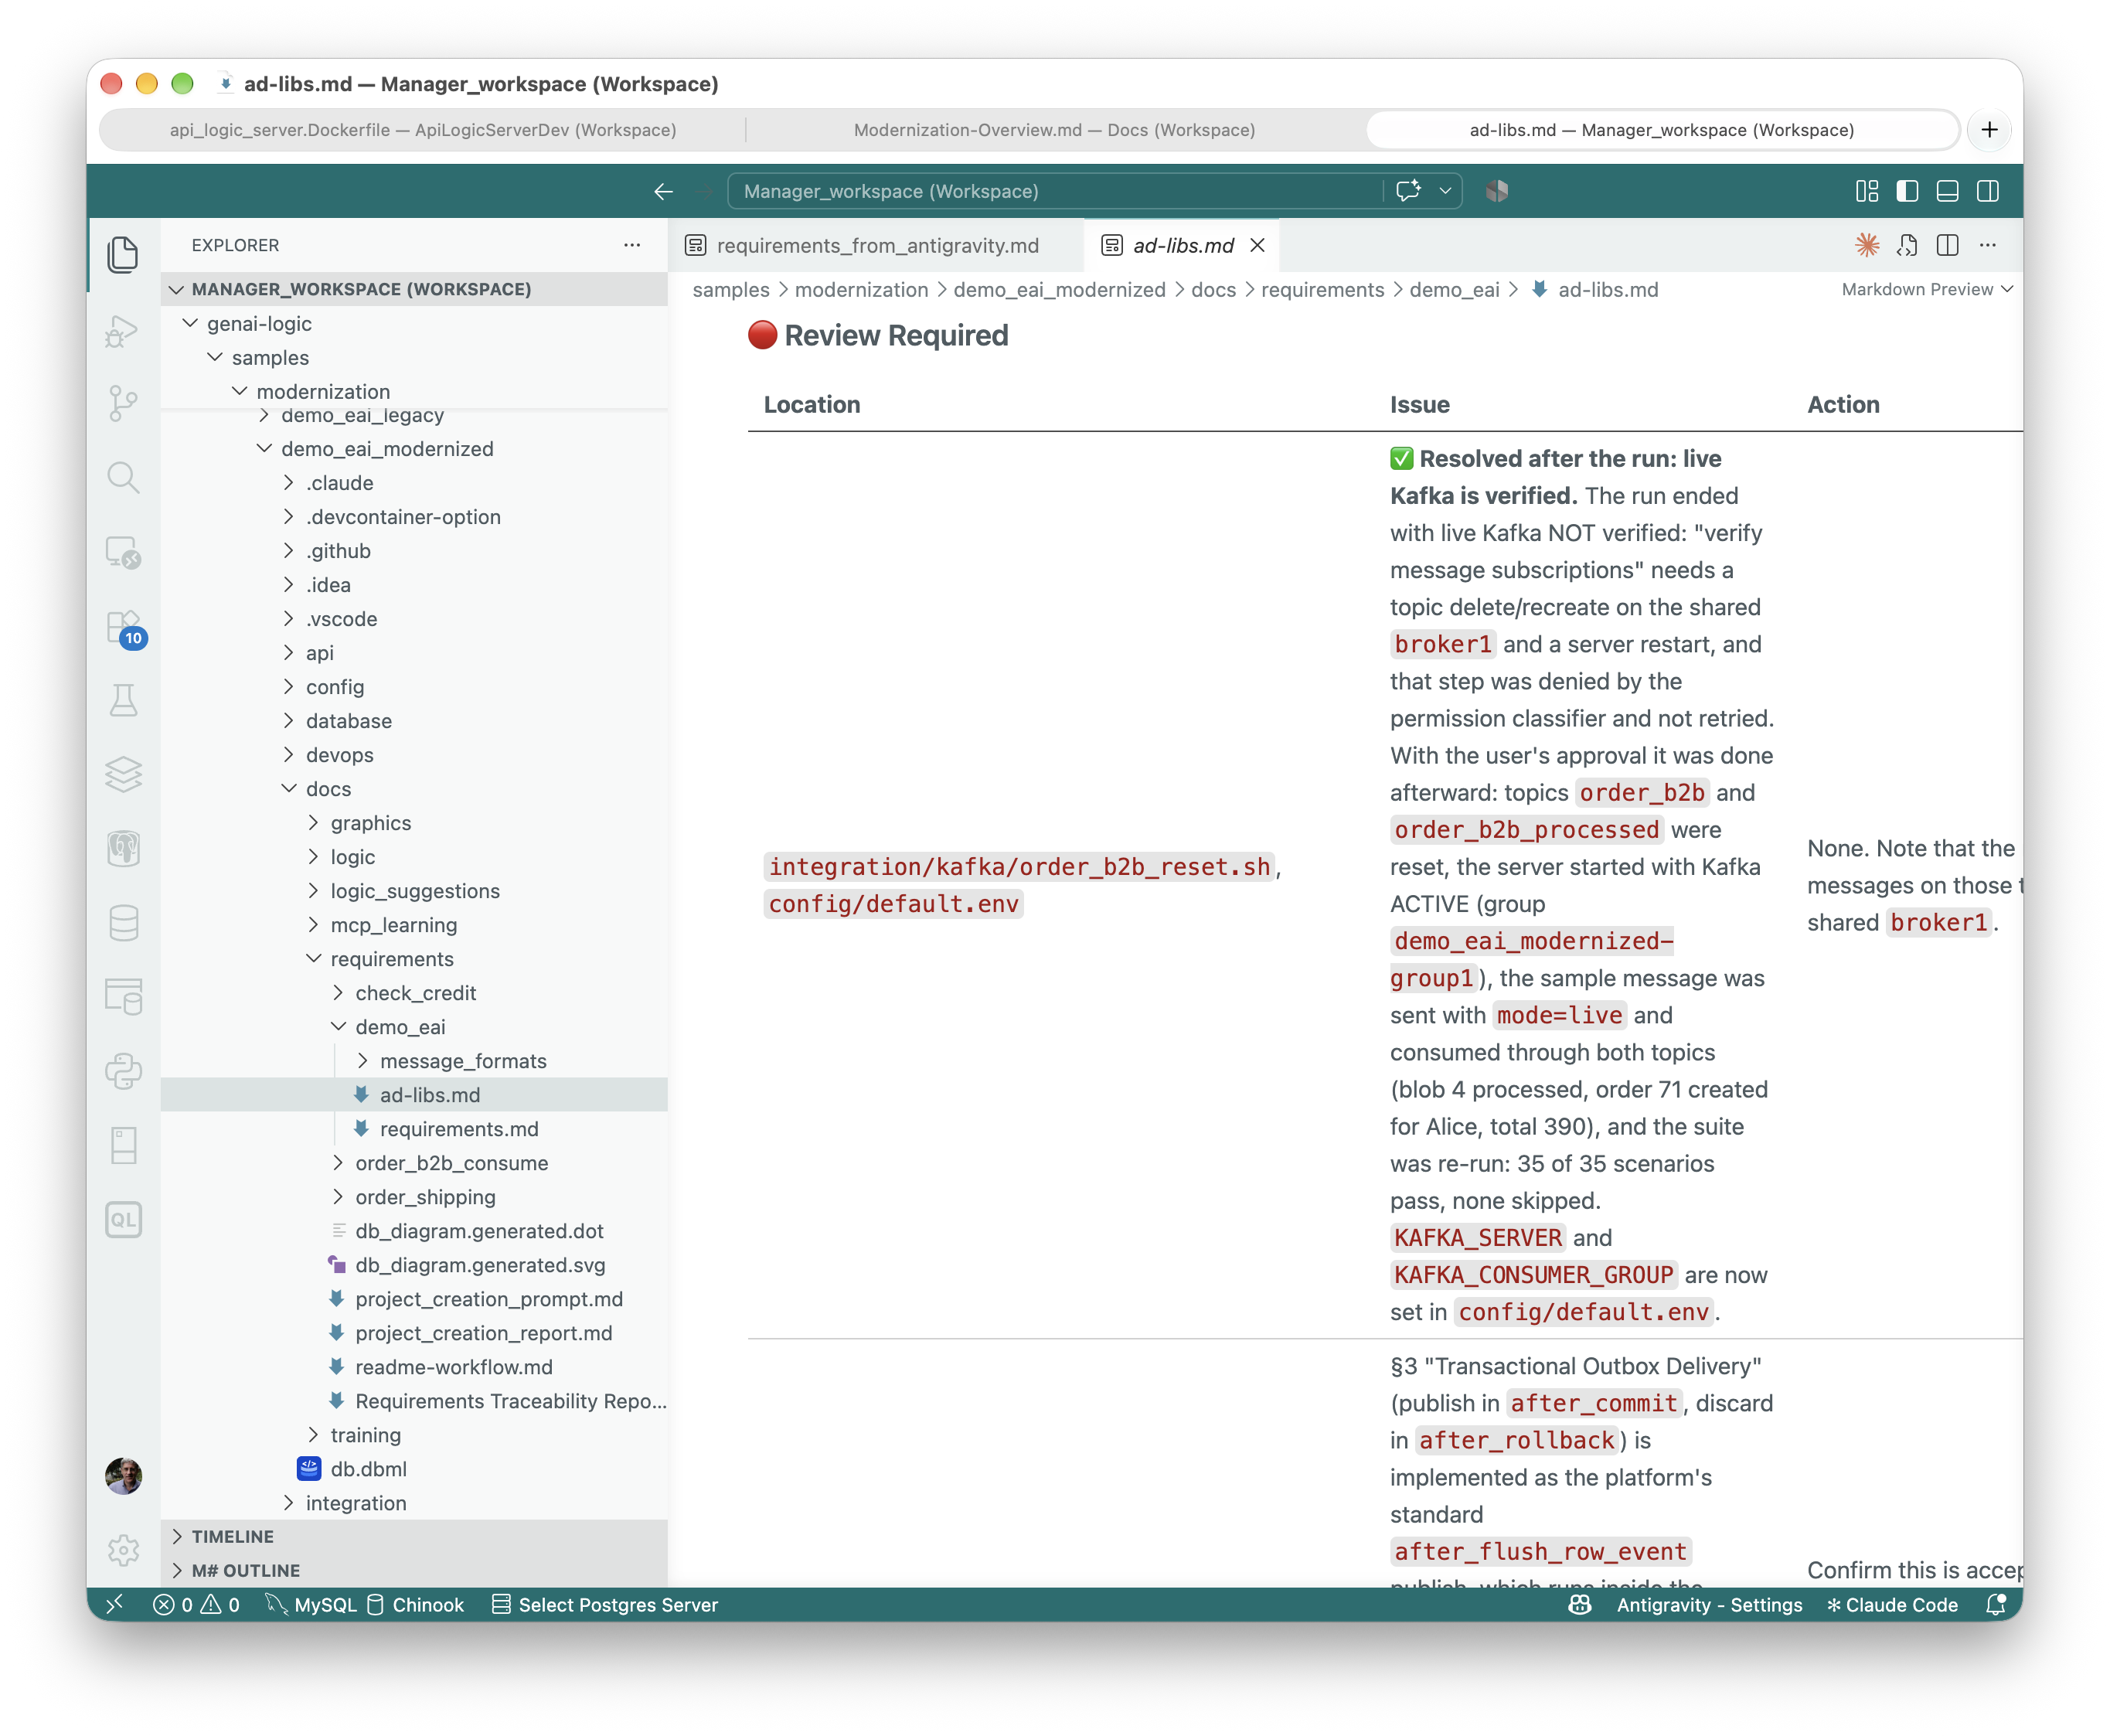 ad-libs.md — Manager_workspace (Workspace)
api_logic_server.Dockerfile — ApiLogicServerDev (Workspace)
Modernization-Overview.md — Docs (Workspace)
ad-libs.md — Manager_workspace (Workspace)
+
Manager_workspace (Workspace)
EXPLORER
MANAGER_WORKSPACE (WORKSPACE)
genai-logic
samples
modernization
demo_eai_legacy
demo_eai_modernized
.claude
.devcontainer-option
.github
.idea
.vscode
api
config
database
devops
docs
graphics
logic
logic_suggestions
mcp_learning
requirements
check_credit
demo_eai
message_formats
ad-libs.md
requirements.md
order_b2b_consume
order_shipping
db_diagram.generated.dot
db_diagram.generated.svg
project_creation_prompt.md
project_creation_report.md
readme-workflow.md
Requirements Traceability Repo...
training
db.dbml
integration
TIMELINE
M# OUTLINE
10
QL
requirements_from_antigravity.md
ad-libs.md
samples > modernization > demo_eai_modernized > docs > requirements > demo_eai > ad-libs.md
Markdown Preview
Review Required
Location
Issue
Action
integration/kafka/order_b2b_reset.sh,
config/default.env
✅ Resolved after the run: live
Kafka is verified. The run ended
with live Kafka NOT verified: "verify
message subscriptions" needs a
topic delete/recreate on the shared
broker1 and a server restart, and
that step was denied by the
permission classifier and not retried.
With the user's approval it was done
afterward: topics order_b2b and
order_b2b_processed were
reset, the server started with Kafka
ACTIVE (group
demo_eai_modernized-
group1), the sample message was
sent with mode=live and
consumed through both topics
(blob 4 processed, order 71 created
for Alice, total 390), and the suite
was re-run: 35 of 35 scenarios
pass, none skipped.
KAFKA_SERVER and
KAFKA_CONSUMER_GROUP are now
set in config/default.env.
None. Note that the
messages on those t
shared broker1.
§3 "Transactional Outbox Delivery"
(publish in after_commit, discard
in after_rollback) is
implemented as the platform's
standard
after_flush_row_event
publish, which runs inside the
Confirm this is accep
0 0 MySQL Chinook Select Postgres Server
Antigravity - Settings Claude Code